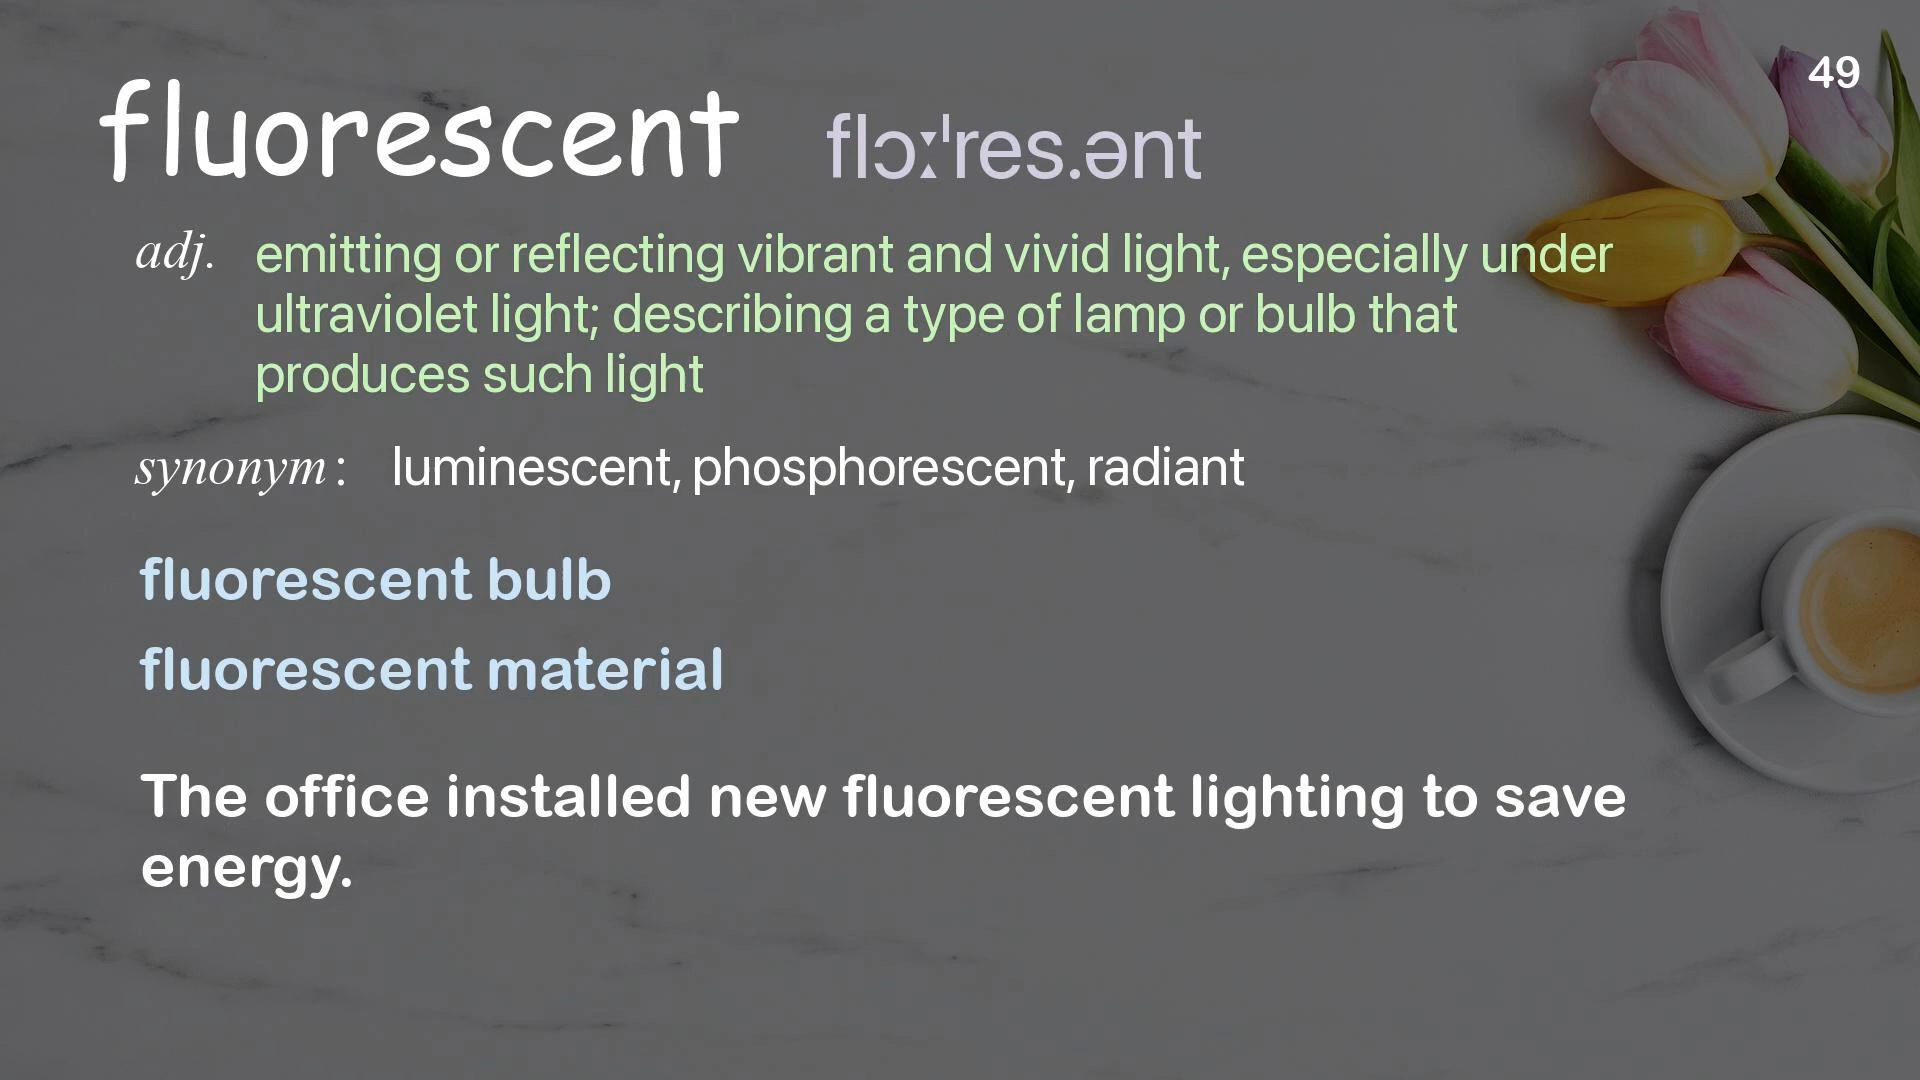 49
fluorescent flɔːˈres.ənt
adj. emitting or reflecting vibrant and vivid light, especially under
ultraviolet light; describing a type of lamp or bulb that
produces such light
synonym: luminescent, phosphorescent, radiant
fluorescent bulb
fluorescent material
The office installed new fluorescent lighting to save
energy.